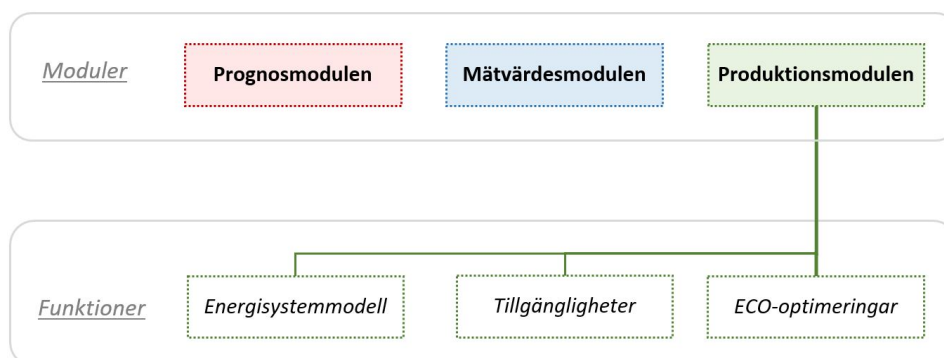 Moduler
Prognosmodulen
Mätvärdesmodulen
Produktionsmodulen
Funktioner
Energisystemmodell
Tillgängligheter
ECO-optimeringar